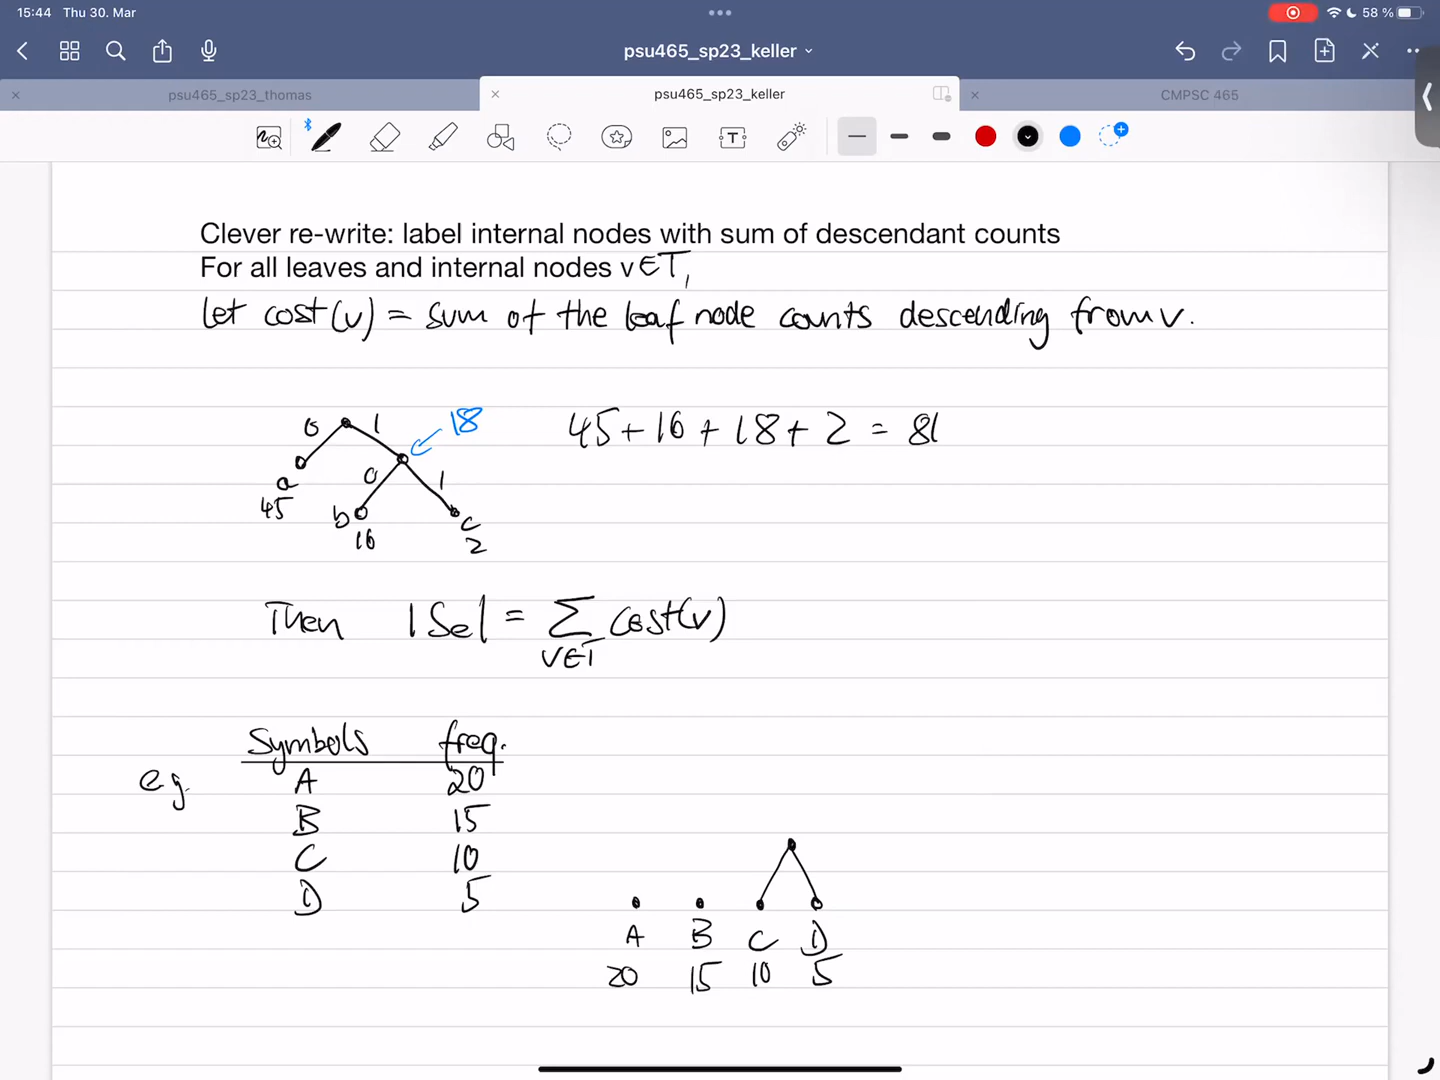 15:44 Thu 30. Mar
58 %
psu465_sp23_keller
psu465_sp23_thomas
psu465_sp23_keller
CMPSC 465
Clever re-write: label internal nodes with sum of descendant counts
For all leaves and internal nodes v ∈ T,
let cost(v) = sum of the leaf node counts descending from v.
0 1 18
45 + 16 + 18 + 2 = 81
a 0 1
45 b c
16 2
Then |Se| = ∑ cost(v)
v∈T
Symbols freq.
e.g. A 20
B 15
C 10
D 5
A B C D
20 15 10 5